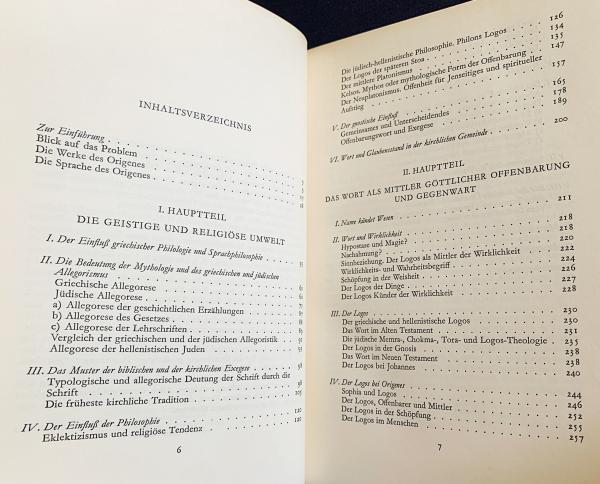 INHALTSVERZEICHNIS
Zur Einführung
Blick auf das Problem . . . . . . . . . . 5
Die Werke des Origenes . . . . . . . . . .
Die Sprache des Origenes . . . . . . . . . . 18
I. HAUPTTEIL
DIE GEISTIGE UND RELIGIÖSE UMWELT
I. Der Einfluß griechischer Philologie und Sprachphilosophie . . . 35
II. Die Bedeutung der Mythologie und des griechischen und jüdischen
Allegorismus
Griechische Allegorese . . . . . . . . . .
Jüdische Allegorese . . . . . . . . . .
a) Allegorese der geschichtlichen Erzählungen
b) Allegorese des Gesetzes . . . . . . . . . .
c) Allegorese der Lehrschriften . . . . . . . . . .
Vergleich der griechischen und der jüdischen Allegoristik
Allegorese der hellenistischen Juden . . . . . . . . . .
III. Das Muster der biblischen und der kirchlichen Exegese . . . 98
Typologische und allegorische Deutung der Schrift durch die
Schrift . . . . . . . . . .
Die früheste kirchliche Tradition . . . . . . . . . .
IV. Der Einfluß der Philosophie . . . . . . . . . . 120
Eklektizismus und religiöse Tendenz . . . . . . . . . . 120
6
126
Die jüdisch-hellenistische Philosophie. Philons Logos . . . 134
Der Logos der späteren Stoa . . . . . . . . . . 135
Der mittlere Platonismus . . . . . . . . . . 147
Kelsos. Mythos oder mythologische Form der Offenbarung
Der Neuplatonismus. Offenheit für Jenseitiges und spiritueller
Aufstieg . . . . . . . . . . 157
V. Der gnostische Einfluß . . . . . . . . . . 165
Gemeinsames und Unterscheidendes . . . . . . . . . . 178
Offenbarungswort und Exegese . . . . . . . . . . 189
VI. Wort und Glaubensstand in der kirchlichen Gemeinde . . . 200
II. HAUPTTEIL
DAS WORT ALS MITTLER GÖTTLICHER OFFENBARUNG
UND GEGENWART
I. Name kündet Wesen . . . . . . . . . . 211
II. Wort und Wirklichkeit . . . . . . . . . . 218
Hypostase und Magie? . . . . . . . . . . 218
Nachahmung? . . . . . . . . . . 220
Sinnbeziehung. Der Logos als Mittler der Wirklichkeit . . . 222
Wirklichkeits- und Wahrheitsbegriff . . . . . . . . . . 224
Schöpfung in der Weisheit . . . . . . . . . . 226
Der Logos der Dinge . . . . . . . . . . 227
Der Logos Künder der Wirklichkeit . . . . . . . . . . 228
III. Der Logos . . . . . . . . . . 230
Der griechische und hellenistische Logos . . . . . . . . . . 230
Das Wort im Alten Testament . . . . . . . . . . 231
Die jüdische Memra-, Chokma-, Tora- und Logos-Theologie . 235
Der Logos in der Gnosis . . . . . . . . . . 238
Das Wort im Neuen Testament . . . . . . . . . . 238
Der Logos bei Johannes . . . . . . . . . . 240
IV. Der Logos bei Origenes . . . . . . . . . . 244
Sophia und Logos . . . . . . . . . . 246
Der Logos, Offenbarer und Mittler . . . . . . . . . . 252
Der Logos in der Schöpfung . . . . . . . . . . 255
Der Logos im Menschen . . . . . . . . . . 257
7